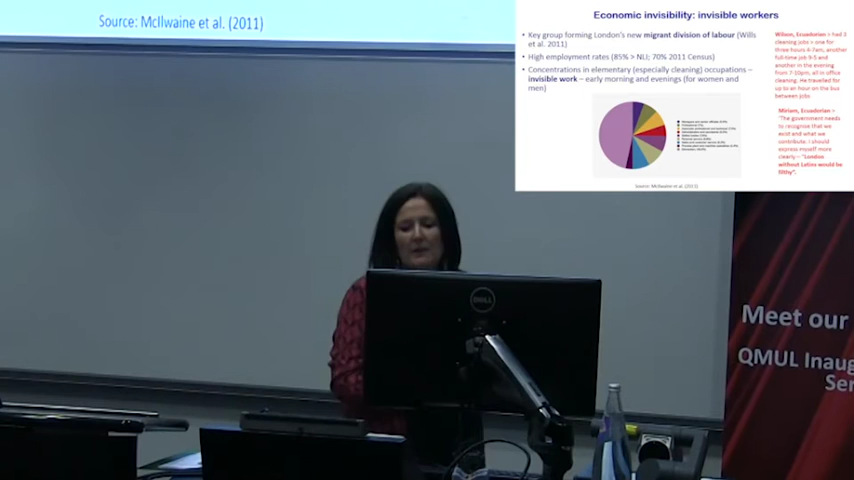 Source: McIlwaine et al. (2011)
Economic invisibility: invisible workers
• Key group forming London's new migrant division of labour (Wills
et al. 2011)
• High employment rates (85% > NLI; 70% 2011 Census)
• Concentrations in elementary (especially cleaning) occupations –
invisible work – early morning and evenings (for women and
men)
Source: McIlwaine et al. (2011)
Wilson, Ecuadorian > had 3
cleaning jobs > one for
three hours 4-7am, another
full-time job 9-5 and
another in the evening
from 7-10pm, all in office
cleaning. He travelled for
up to an hour on the bus
between jobs
Miriam, Ecuadorian >
"The government needs
to recognise that we
exist and what we
contribute. I should
express myself more
clearly – "London
without Latins would be
filthy".
DELL
Meet our
QMUL Inaug
Ser